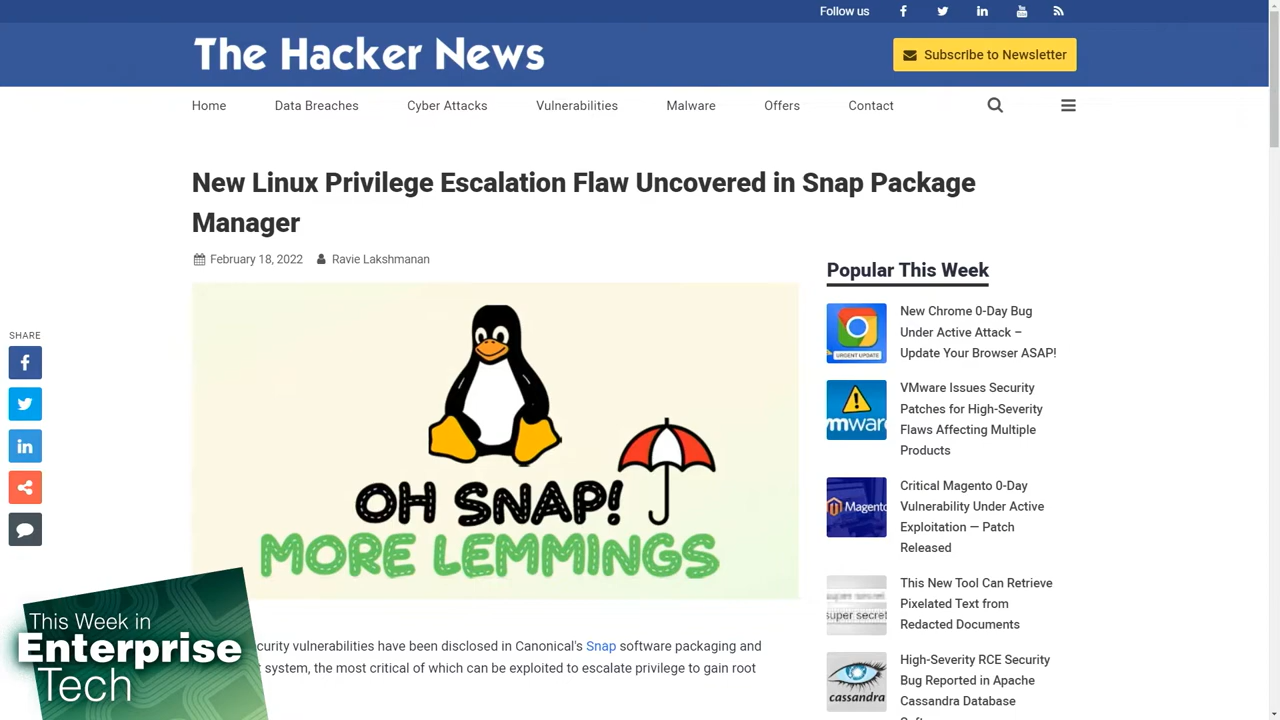 Follow us
The Hacker News
Subscribe to Newsletter
Home Data Breaches Cyber Attacks Vulnerabilities Malware Offers Contact
New Linux Privilege Escalation Flaw Uncovered in Snap Package
Manager
February 18, 2022 Ravie Lakshmanan
SHARE
OH SNAP!
MORE LEMMINGS
curity vulnerabilities have been disclosed in Canonical's Snap software packaging and
system, the most critical of which can be exploited to escalate privilege to gain root
Popular This Week
URGENT UPDATE
New Chrome 0-Day Bug
Under Active Attack –
Update Your Browser ASAP!
mware
VMware Issues Security
Patches for High-Severity
Flaws Affecting Multiple
Products
Magento
Critical Magento 0-Day
Vulnerability Under Active
Exploitation — Patch
Released
super secret
This New Tool Can Retrieve
Pixelated Text from
Redacted Documents
cassandra
High-Severity RCE Security
Bug Reported in Apache
Cassandra Database
This Week in
Enterprise
Tech